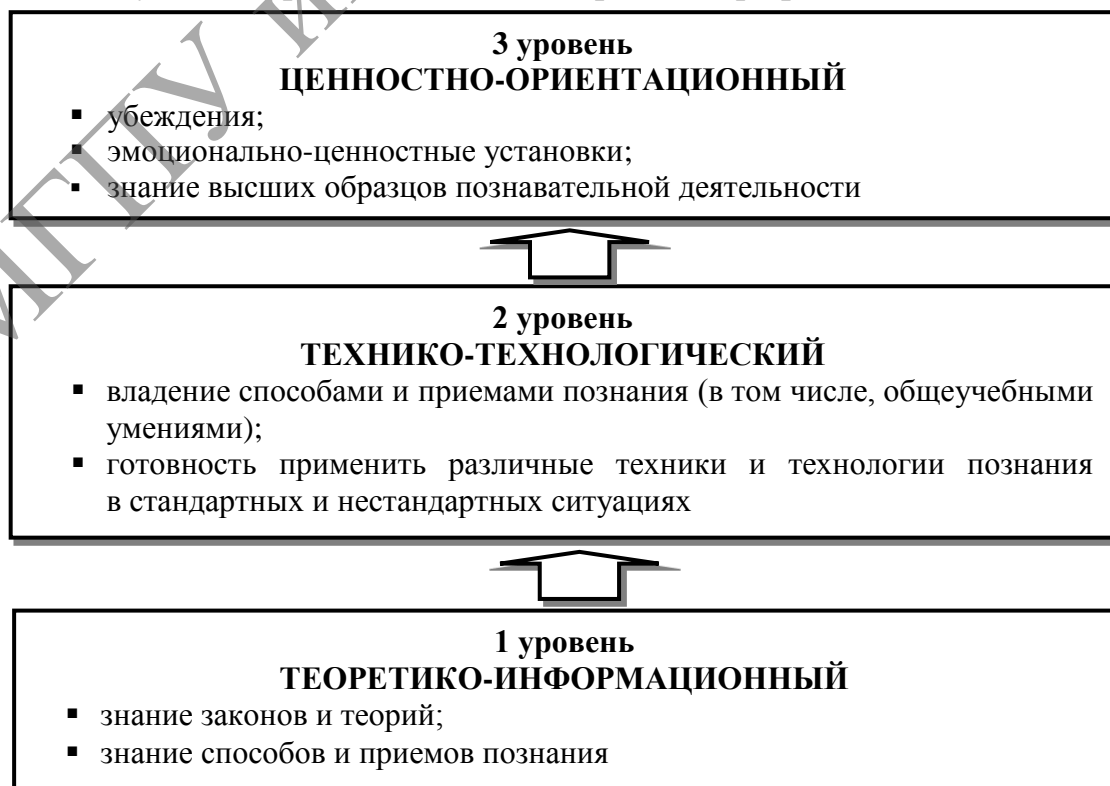 3 уровень
ЦЕННОСТНО-ОРИЕНТАЦИОННЫЙ
▪ убеждения;
▪ эмоционально-ценностные установки;
▪ знание высших образцов познавательной деятельности
2 уровень
ТЕХНИКО-ТЕХНОЛОГИЧЕСКИЙ
▪ владение способами и приемами познания (в том числе, общеучебными
умениями);
▪ готовность применить различные техники и технологии познания
в стандартных и нестандартных ситуациях
1 уровень
ТЕОРЕТИКО-ИНФОРМАЦИОННЫЙ
▪ знание законов и теорий;
▪ знание способов и приемов познания
МГПУ